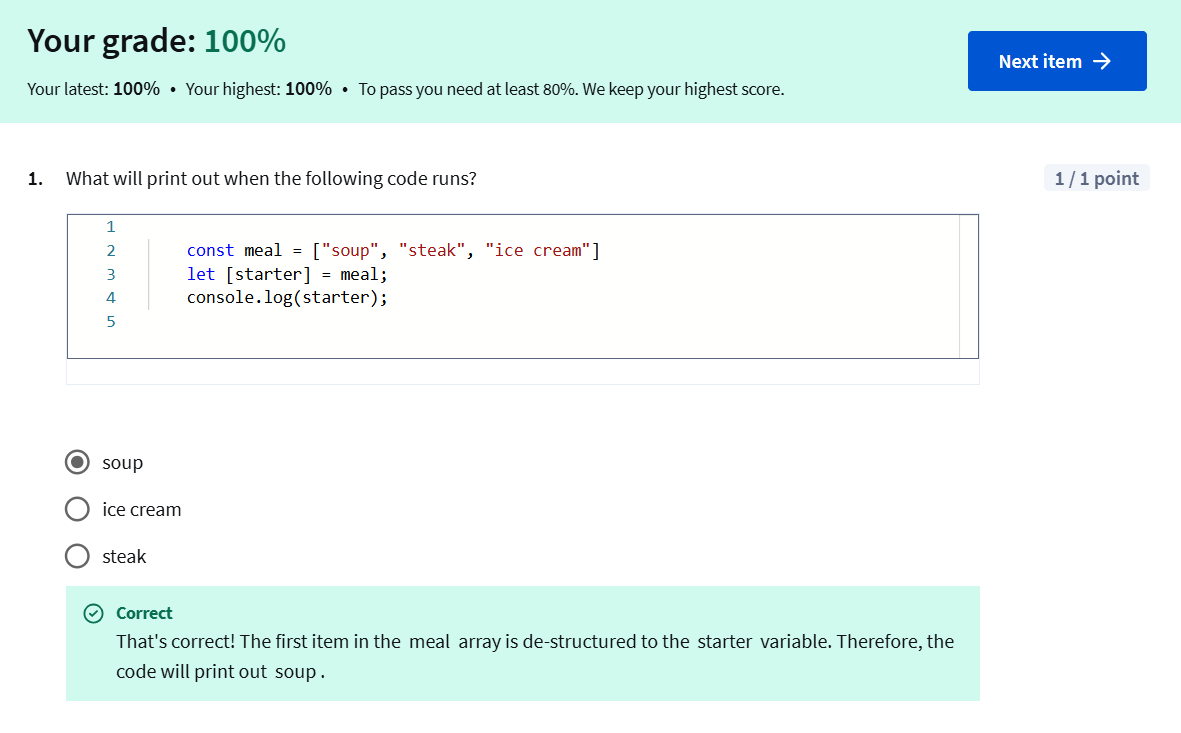 Your grade: 100%
Your latest: 100% • Your highest: 100% • To pass you need at least 80%. We keep your highest score.
Next item →
1. What will print out when the following code runs?
1 / 1 point
1
2 const meal = ["soup", "steak", "ice cream"]
3 let [starter] = meal;
4 console.log(starter);
5
soup
ice cream
steak
Correct
That's correct! The first item in the meal array is de-structured to the starter variable. Therefore, the
code will print out soup .